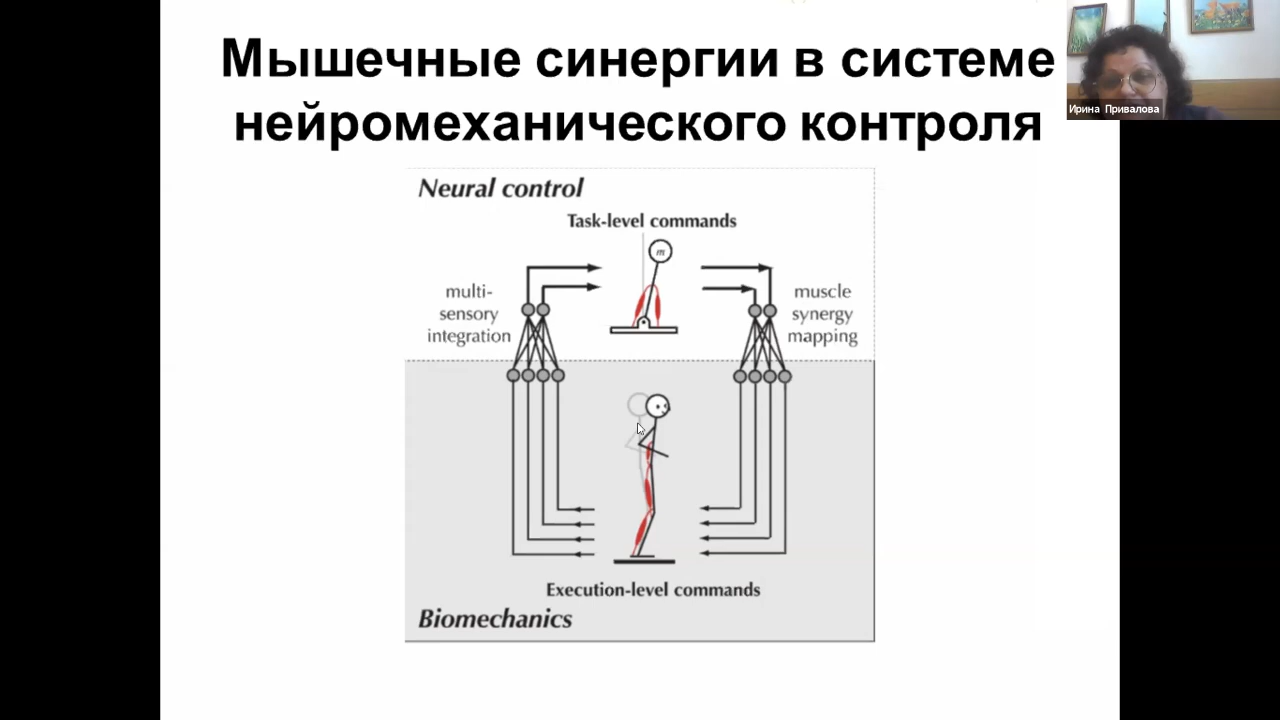 Мышечные синергии в системе
нейромеханического контроля
Ирина Привалова
Neural control
Task-level commands
m
multi-
sensory
integration
muscle
synergy
mapping
Execution-level commands
Biomechanics